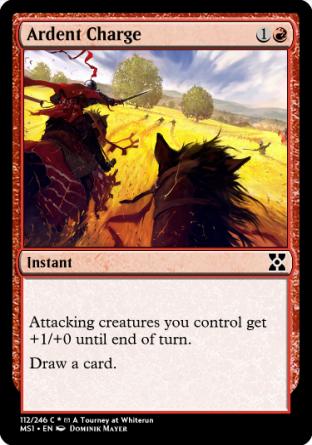 Ardent Charge 1
Instant
Attacking creatures you control get
+1/+0 until end of turn.
Draw a card.
112/246 C * A Tourney at Whiterun
MS1 • EN DOMINIK MAYER